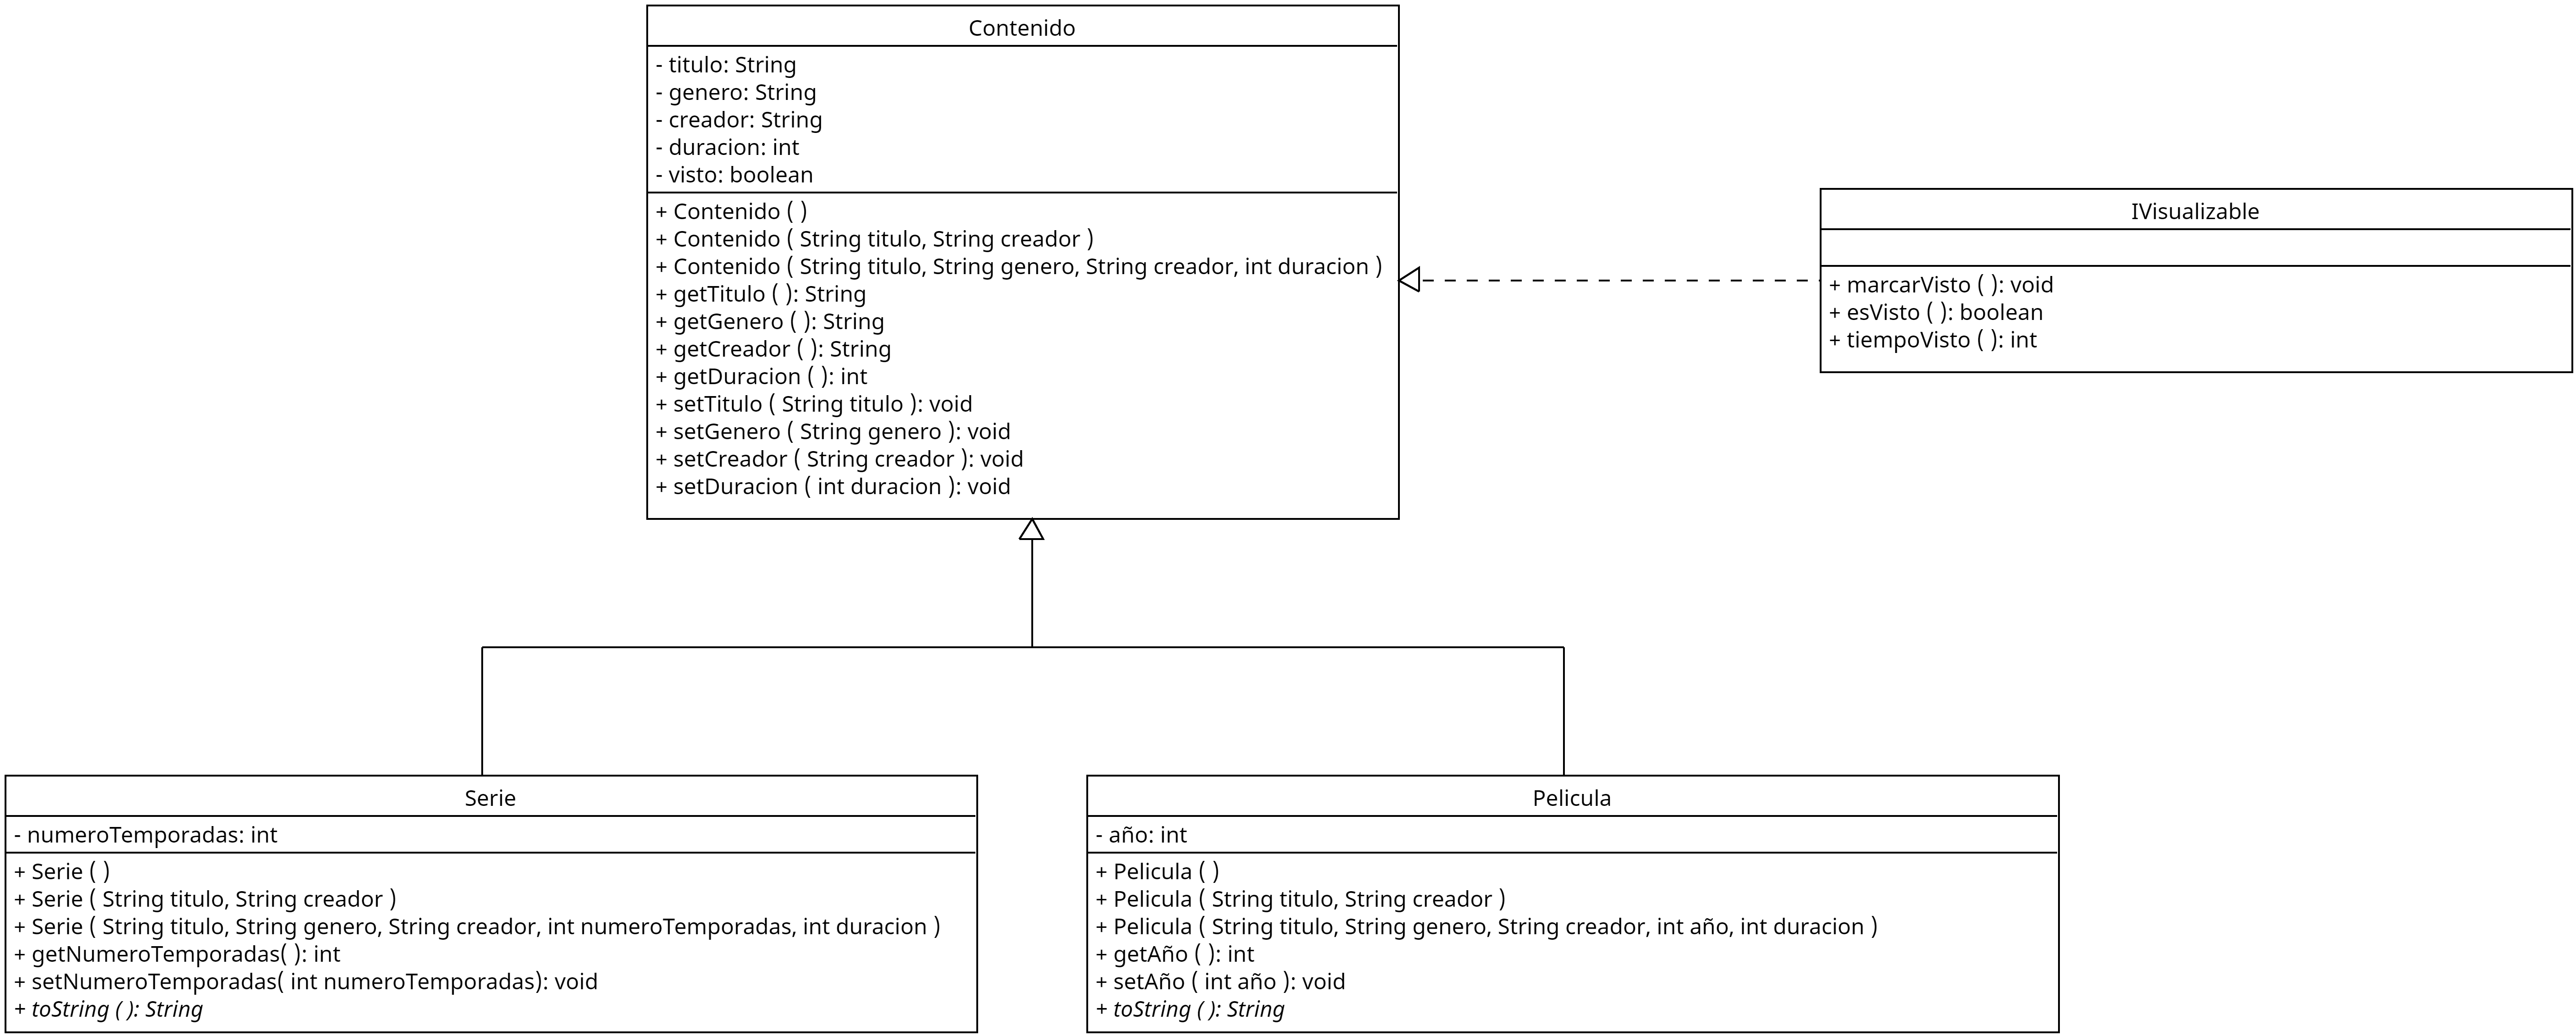 Contenido
- titulo: String
- genero: String
- creador: String
- duracion: int
- visto: boolean
+ Contenido ( )
+ Contenido ( String titulo, String creador )
+ Contenido ( String titulo, String genero, String creador, int duracion )
+ getTitulo ( ): String
+ getGenero ( ): String
+ getCreador ( ): String
+ getDuracion ( ): int
+ setTitulo ( String titulo ): void
+ setGenero ( String genero ): void
+ setCreador ( String creador ): void
+ setDuracion ( int duracion ): void
IVisualizable
+ marcarVisto ( ): void
+ esVisto ( ): boolean
+ tiempoVisto ( ): int
Serie
- numeroTemporadas: int
+ Serie ( )
+ Serie ( String titulo, String creador )
+ Serie ( String titulo, String genero, String creador, int numeroTemporadas, int duracion )
+ getNumeroTemporadas( ): int
+ setNumeroTemporadas( int numeroTemporadas): void
+ toString ( ): String
Pelicula
- año: int
+ Pelicula ( )
+ Pelicula ( String titulo, String creador )
+ Pelicula ( String titulo, String genero, String creador, int año, int duracion )
+ getAño ( ): int
+ setAño ( int año ): void
+ toString ( ): String